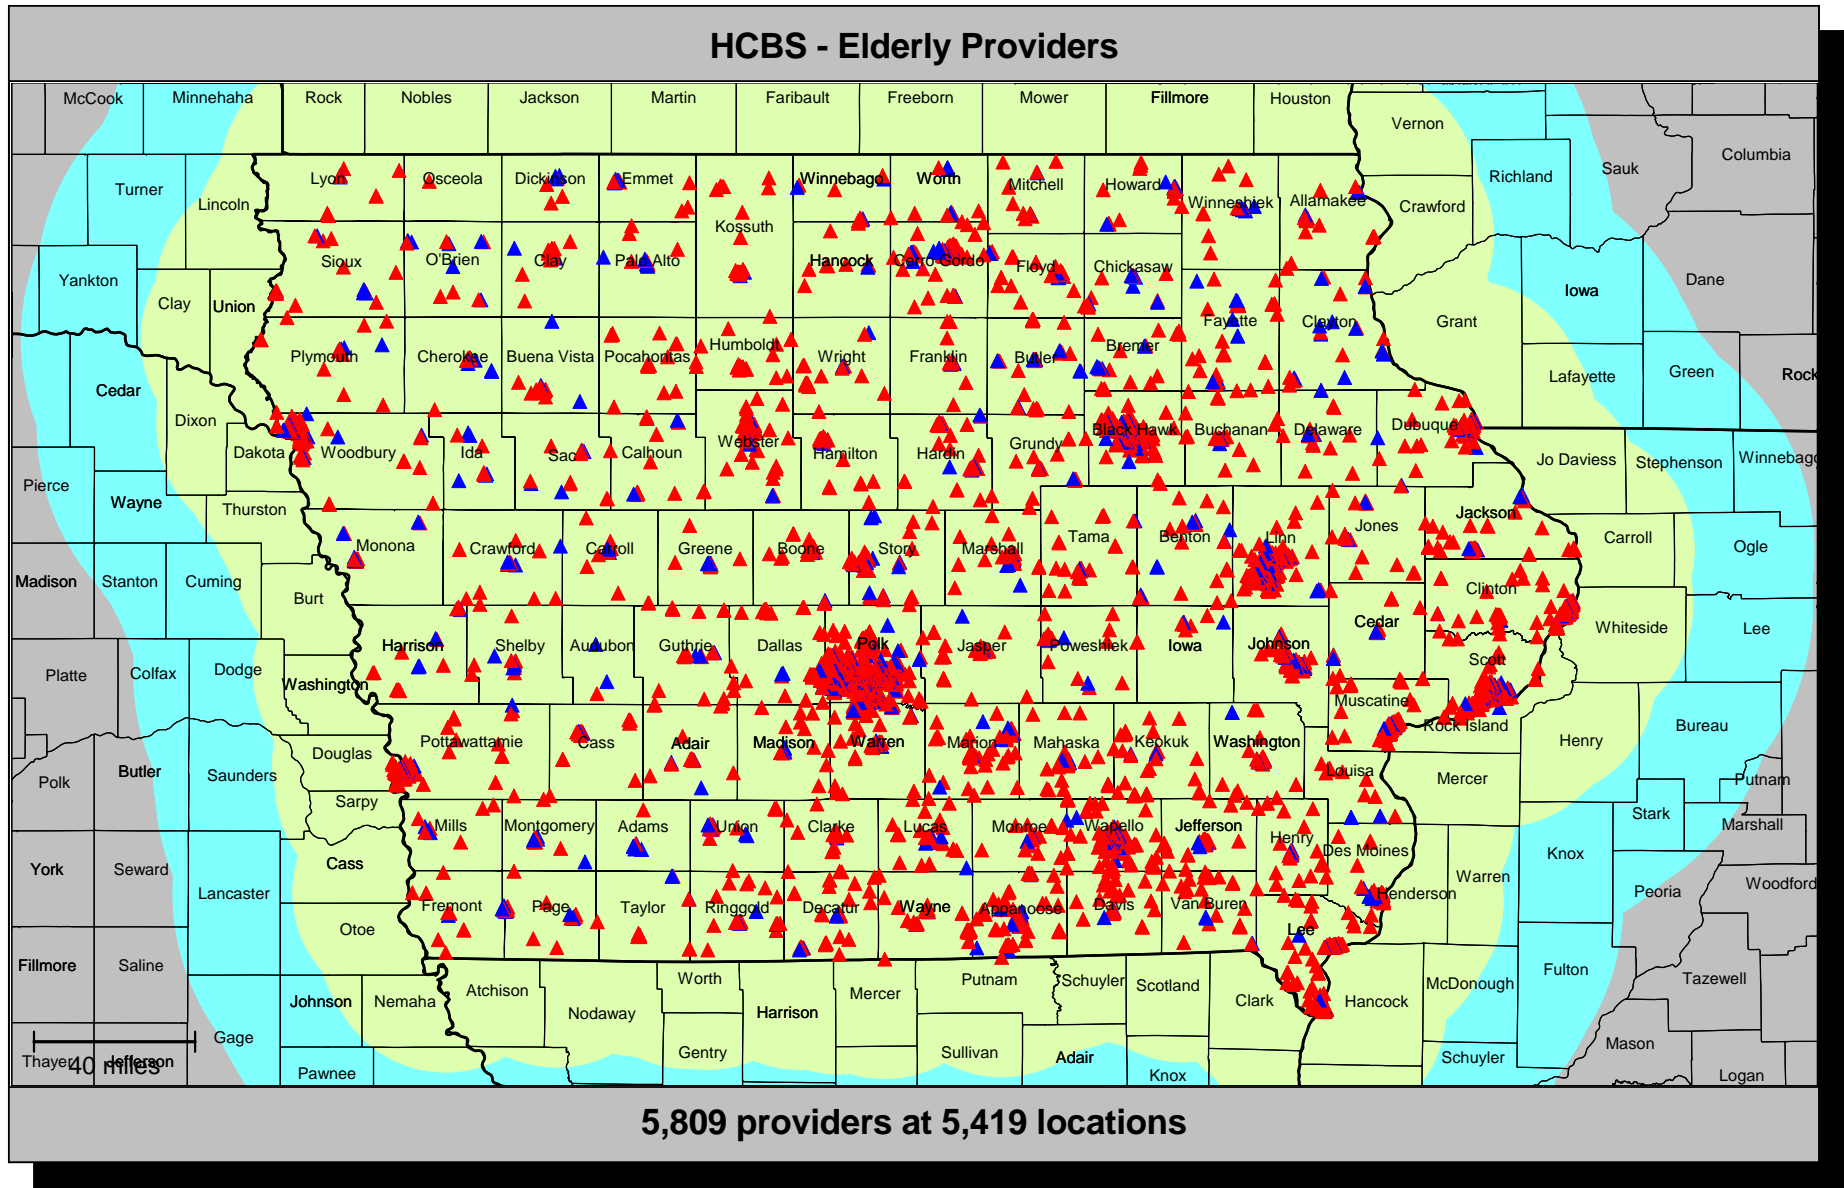 HCBS - Elderly Providers
McCook Minnehaha Rock Nobles Jackson Martin Faribault Freeborn Mower Fillmore Houston
Vernon
Columbia
Sauk
Richland
Turner Lincoln Lyon Osceola Dickinson Emmet Winnebago Worth Mitchell Howard Winneshiek Allamakee Crawford
Kossuth
Yankton Sioux O'Brien Clay Palo Alto Hancock Cerro Gordo Floyd Chickasaw Dane
Clay Union Iowa
Grant
Fayette Clayton
Plymouth Cherokee Buena Vista Pocahontas Humboldt Wright Franklin Butler Bremer
Cedar Lafayette Green Rock
Dixon
Dakota Woodbury Ida Sac Calhoun Webster Hamilton Hardin Grundy Black Hawk Buchanan Delaware Dubuque
Jo Daviess Stephenson Winnebago
Pierce
Wayne Thurston Jackson
Jones
Monona Crawford Carroll Greene Boone Story Marshall Tama Benton Linn Carroll Ogle
Madison Stanton Cuming
Burt Clinton
Cedar Whiteside Lee
Harrison Shelby Audubon Guthrie Dallas Polk Jasper Poweshiek Iowa Johnson
Platte Colfax Dodge Scott
Washington Muscatine
Rock Island Bureau
Pottawattamie Cass Adair Madison Warren Marion Mahaska Keokuk Washington Henry
Douglas
Polk Butler Saunders Louisa Mercer Putnam
Sarpy
Mills Montgomery Adams Union Clarke Lucas Monroe Wapello Jefferson Henry Stark Marshall
Des Moines Knox
York Seward Cass
Lancaster Warren Woodford
Henderson Peoria
Fremont Page Taylor Ringgold Decatur Wayne Appanoose Davis Van Buren
Otoe Lee
Fillmore Saline
Fulton
Worth Putnam Schuyler Scotland McDonough Tazewell
Atchison Mercer
Johnson Nemaha Clark Hancock
Nodaway Harrison
Gage Mason
Gentry Sullivan Adair Schuyler
Thayer Jefferson
40 miles
Pawnee Knox Logan
5,809 providers at 5,419 locations